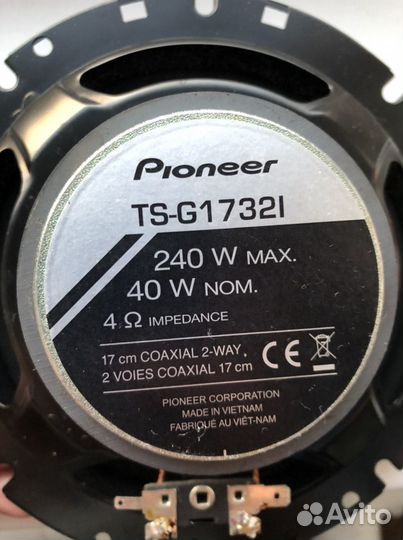 Pioneer
TS-G1732I
240 W MAX.
40 W NOM.
4 Ω IMPEDANCE
17 cm COAXIAL 2-WAY
2 VOIES COAXIAL 17 cm
CE
PIONEER CORPORATION
MADE IN VIETNAM
FABRIQUÉ AU VIÊT-NAM
Avito